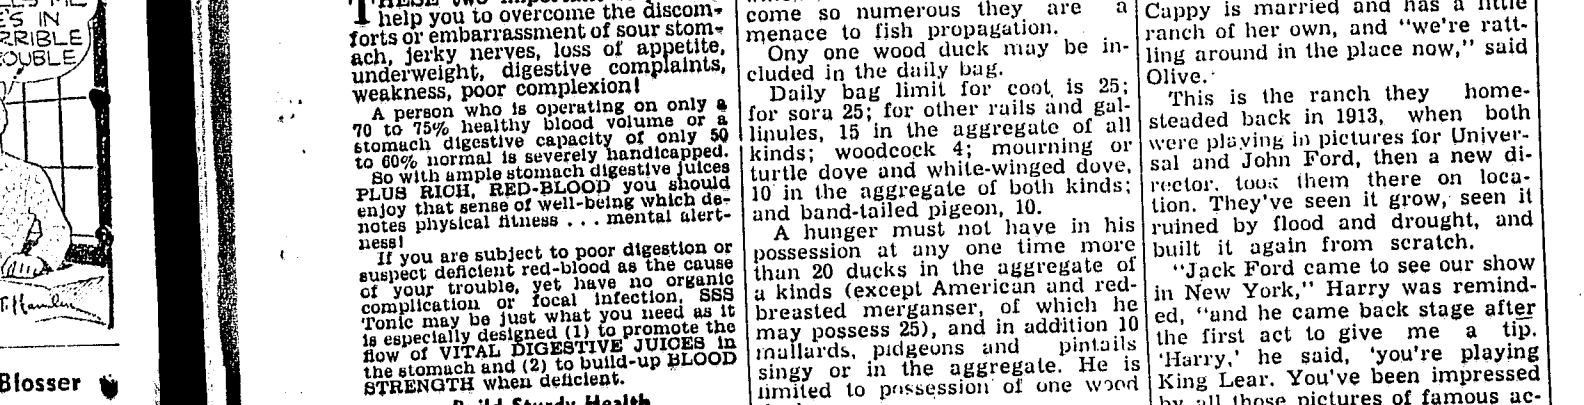 RRIBLE
OUBLE
T. Hamlin
Blosser
help you to overcome the discom-
forts or embarrassment of sour stom-
ach, jerky nerves, loss of appetite,
underweight, digestive complaints,
weakness, poor complexion!
A person who is operating on only a
70 to 75% healthy blood volume or a
stomach digestive capacity of only 50
to 60% normal is severely handicapped.
So with ample stomach digestive juices
PLUS RICH, RED-BLOOD you should
enjoy that sense of well-being which de-
notes physical fitness . . . mental alert-
ness!
If you are subject to poor digestion or
suspect deficient red-blood as the cause
of your trouble, yet have no organic
complication or focal infection, SSS
Tonic may be just what you need as it
is especially designed (1) to promote the
flow of VITAL DIGESTIVE JUICES in
the stomach and (2) to build-up BLOOD
STRENGTH when deficient.
Build Sturdy Health
come so numerous they are a
menace to fish propagation.
Ony one wood duck may be in-
cluded in the daily bag.
Daily bag limit for coot, is 25;
for sora 25; for other rails and gal-
linules, 15 in the aggregate of all
kinds; woodcock 4; mourning or
turtle dove and white-winged dove,
10 in the aggregate of both kinds;
and band-tailed pigeon, 10.
A hunger must not have in his
possession at any one time more
than 20 ducks in the aggregate of
a kinds (except American and red-
breasted merganser, of which he
may possess 25), and in addition 10
mallards, pidgeons and pintails
singy or in the aggregate. He is
limited to possession of one wood
Cappy is married and has a little
ranch of her own, and "we're ratt-
ling around in the place now," said
Olive.
This is the ranch they home-
steaded back in 1913, when both
were playing in pictures for Univer-
sal and John Ford, then a new di-
rector, took them there on loca-
tion. They've seen it grow, seen it
ruined by flood and drought, and
built it again from scratch.
"Jack Ford came to see our show
in New York," Harry was remind-
ed, "and he came back stage after
the first act to give me a tip.
'Harry,' he said, 'you're playing
King Lear. You've been impressed
by all those pictures of famous ac-